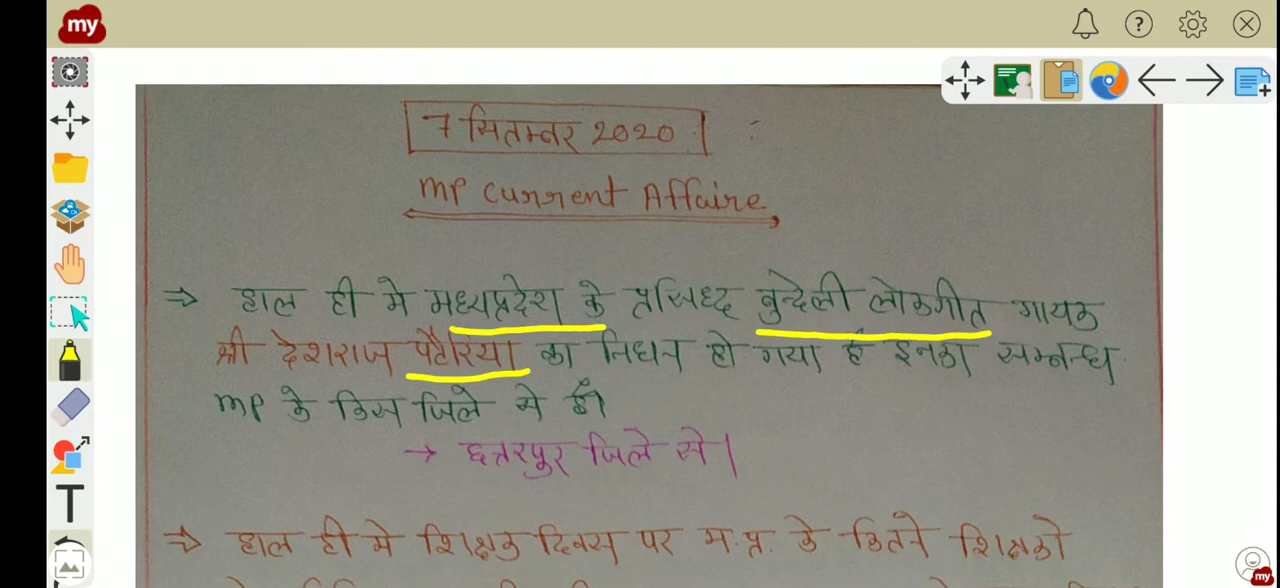 my
?
7 सितम्बर 2020
MP Current Affaire
⇒ हाल ही मे मध्यप्रदेश के प्रसिध्द बुन्देली लोकगीत गायक
श्री देशराज पटैरिया का निधन हो गया है इनका सम्बन्ध
MP के किस जिले से हैं।
→ छतरपुर जिले से।
⇒ हाल ही मे शिक्षक दिवस पर म.प्र. के कितने शिक्षको
T
my